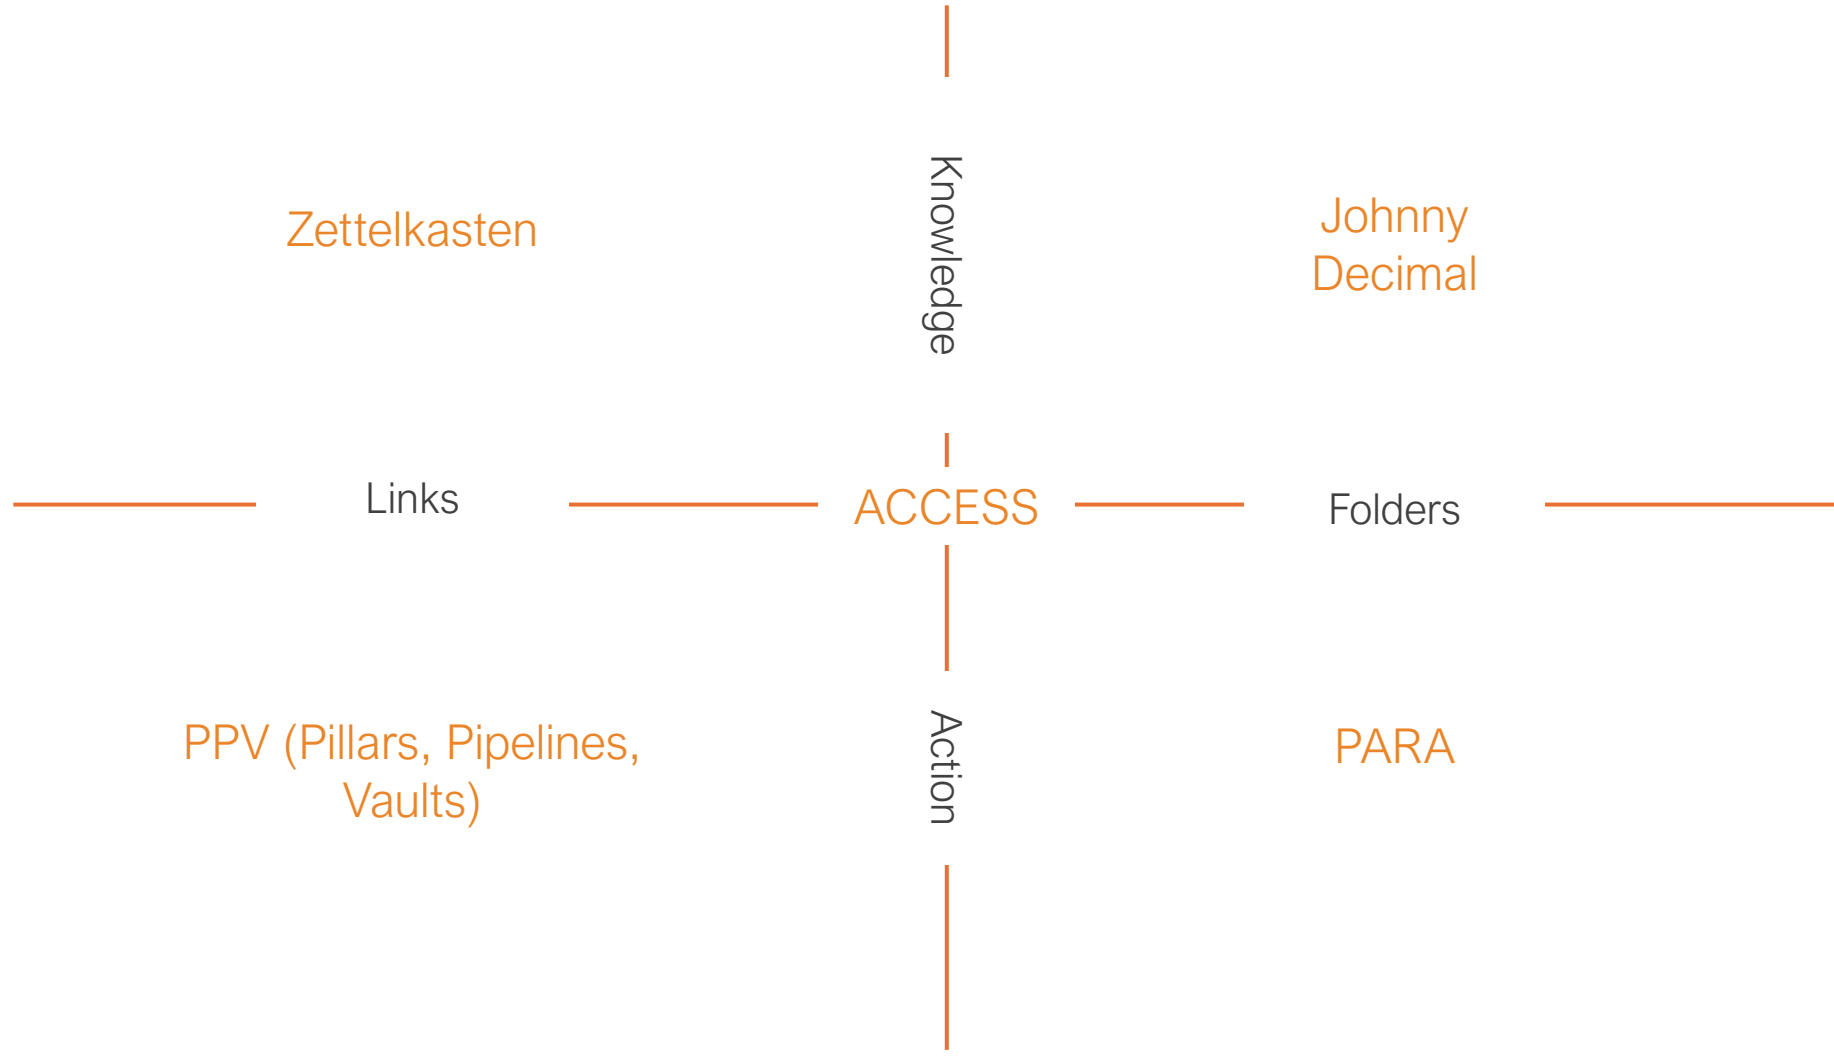 Knowledge
Zettelkasten
Johnny
Decimal
Links
ACCESS
Folders
PPV (Pillars, Pipelines,
Vaults)
Action
PARA